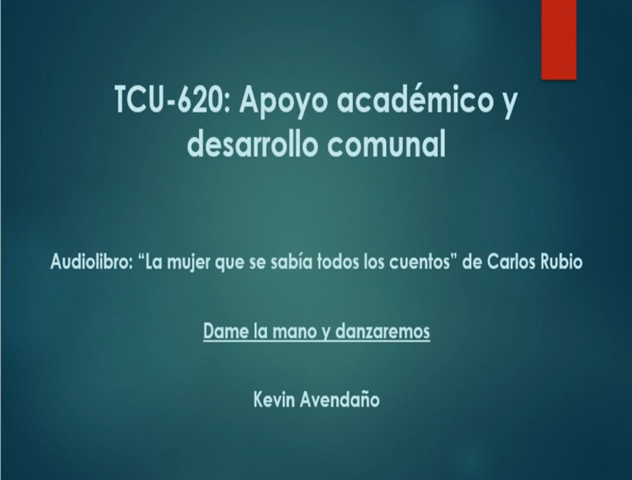 TCU-620: Apoyo académico y
desarrollo comunal
Audiolibro: “La mujer que se sabía todos los cuentos” de Carlos Rubio
Dame la mano y danzaremos
Kevin Avendaño